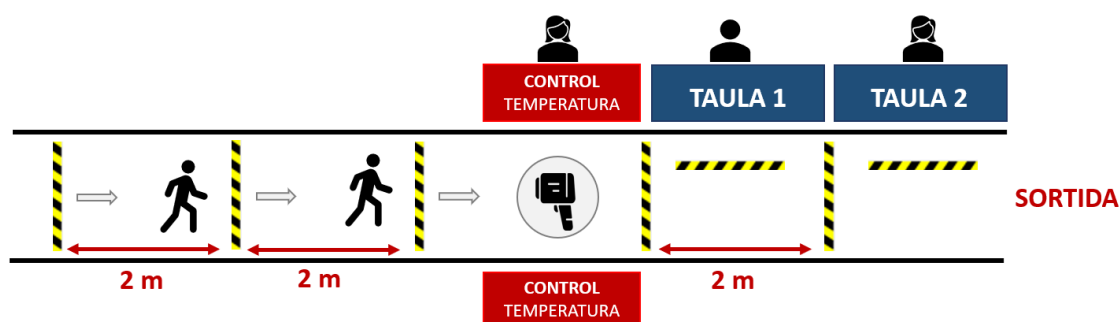 CONTROL
TEMPERATURA
TAULA 1
TAULA 2
SORTIDA
2 m
2 m
2 m
CONTROL
TEMPERATURA